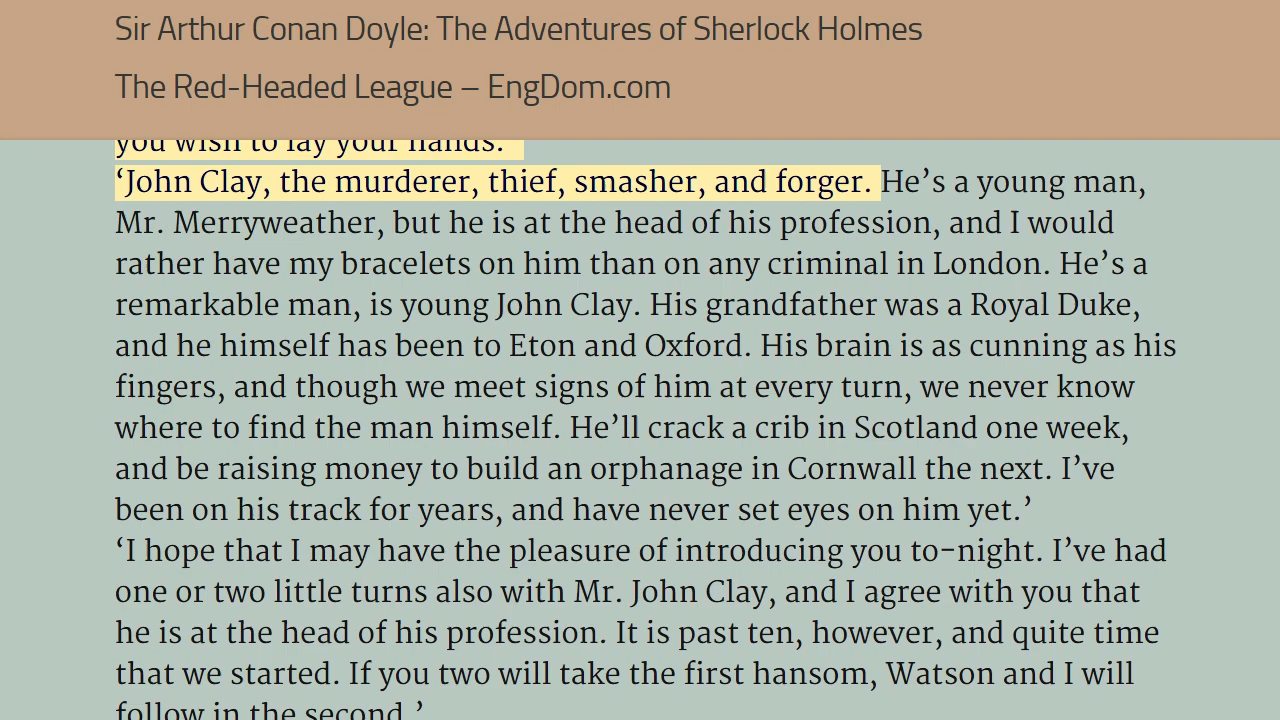 Sir Arthur Conan Doyle: The Adventures of Sherlock Holmes
The Red-Headed League – EngDom.com
you wish to lay your hands.’
‘John Clay, the murderer, thief, smasher, and forger. He’s a young man,
Mr. Merryweather, but he is at the head of his profession, and I would
rather have my bracelets on him than on any criminal in London. He’s a
remarkable man, is young John Clay. His grandfather was a Royal Duke,
and he himself has been to Eton and Oxford. His brain is as cunning as his
fingers, and though we meet signs of him at every turn, we never know
where to find the man himself. He’ll crack a crib in Scotland one week,
and be raising money to build an orphanage in Cornwall the next. I’ve
been on his track for years, and have never set eyes on him yet.’
‘I hope that I may have the pleasure of introducing you to-night. I’ve had
one or two little turns also with Mr. John Clay, and I agree with you that
he is at the head of his profession. It is past ten, however, and quite time
that we started. If you two will take the first hansom, Watson and I will
follow in the second.’